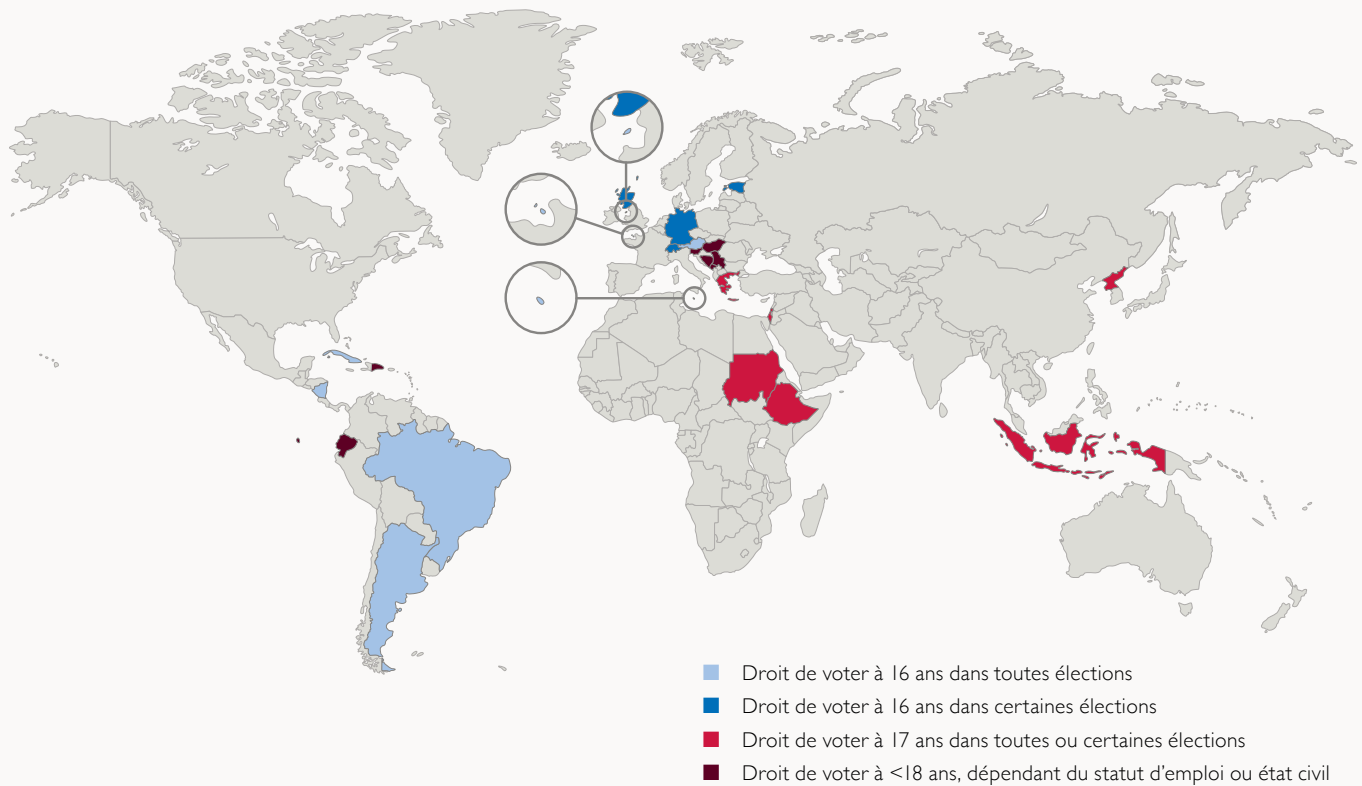 Droit de voter à 16 ans dans toutes élections
Droit de voter à 16 ans dans certaines élections
Droit de voter à 17 ans dans toutes ou certaines élections
Droit de voter à <18 ans, dépendant du statut d’emploi ou état civil